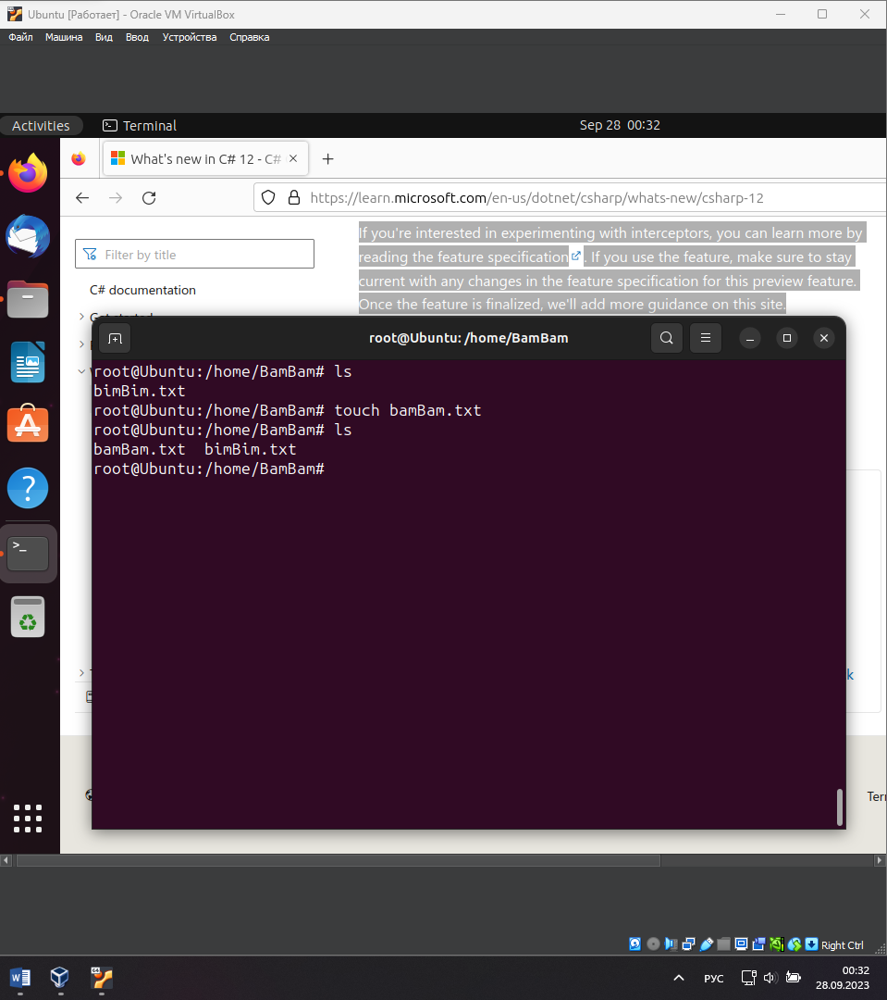 Ubuntu [Работает] - Oracle VM VirtualBox
Файл Машина Вид Ввод Устройства Справка
Activities Terminal Sep 28 00:32
What's new in C# 12 - C#
https://learn.microsoft.com/en-us/dotnet/csharp/whats-new/csharp-12
If you're interested in experimenting with interceptors, you can learn more by
reading the feature specification. If you use the feature, make sure to stay
current with any changes in the feature specification for this preview feature.
Once the feature is finalized, we'll add more guidance on this site.
Filter by title
C# documentation
root@Ubuntu: /home/BamBam
root@Ubuntu:/home/BamBam# ls
bimBim.txt
root@Ubuntu:/home/BamBam# touch bamBam.txt
root@Ubuntu:/home/BamBam# ls
bamBam.txt bimBim.txt
root@Ubuntu:/home/BamBam#
Right Ctrl
РУС
00:32
28.09.2023